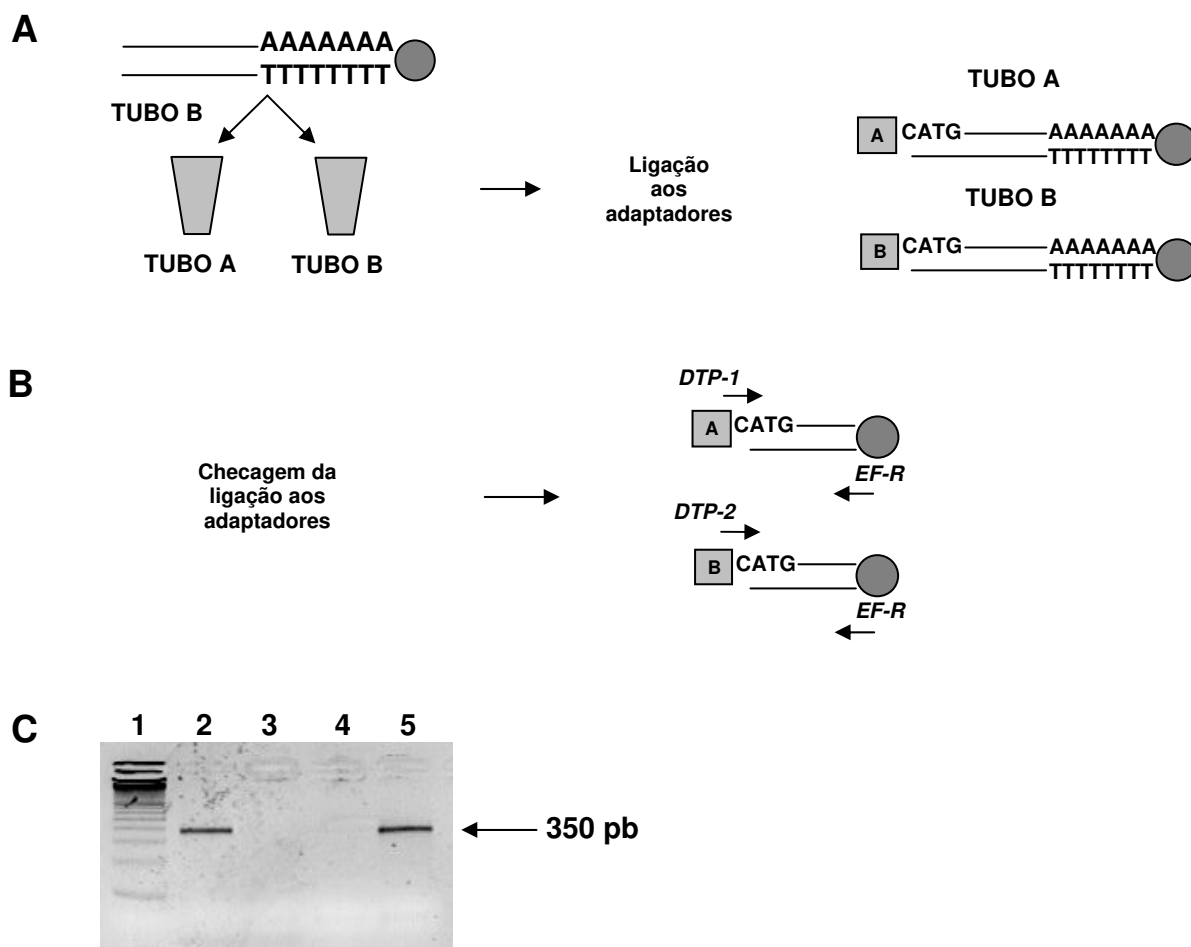 A
AAAAAAA
TTTTTTTT
TUBO B
TUBO A
TUBO B
Ligação
aos
adaptadores
TUBO A
A CATG AAAAAAA
TTTTTTTT
TUBO B
B CATG AAAAAAA
TTTTTTTT
B
Checagem da
ligação aos
adaptadores
DTP-1
A CATG
EF-R
DTP-2
B CATG
EF-R
C
1 2 3 4 5
350 pb